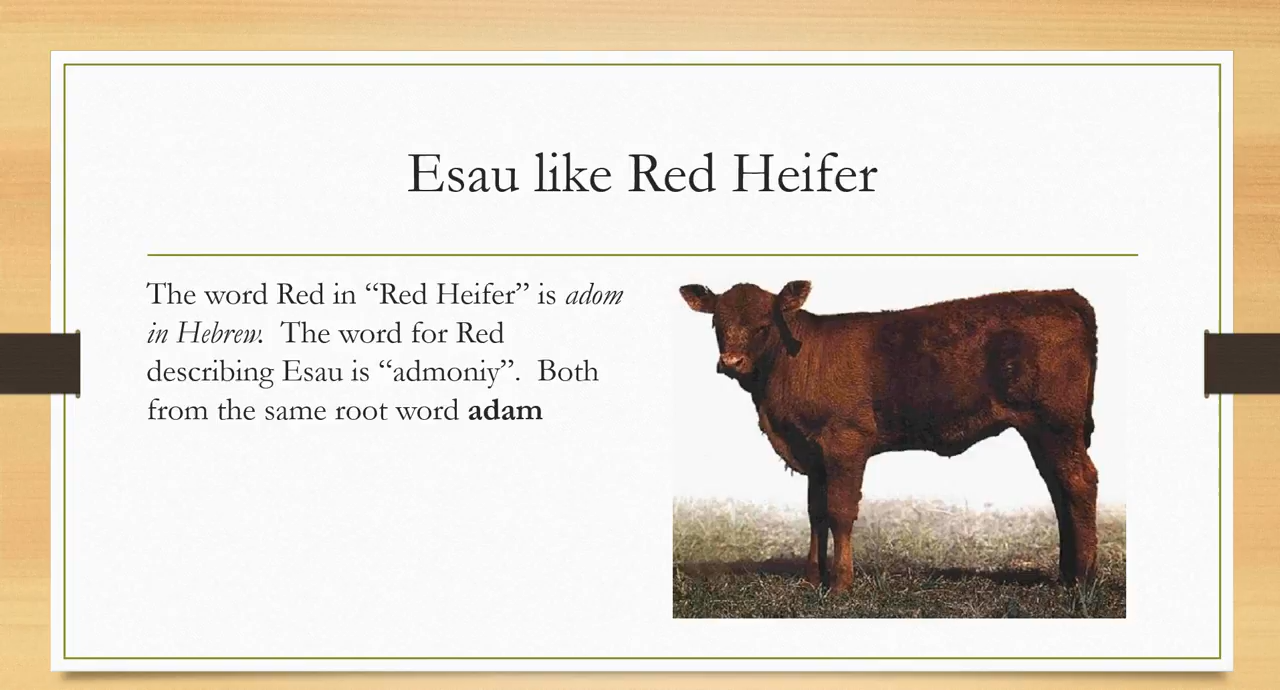 Esau like Red Heifer
The word Red in “Red Heifer” is adom
in Hebrew.  The word for Red
describing Esau is “admoniy”.  Both
from the same root word adam